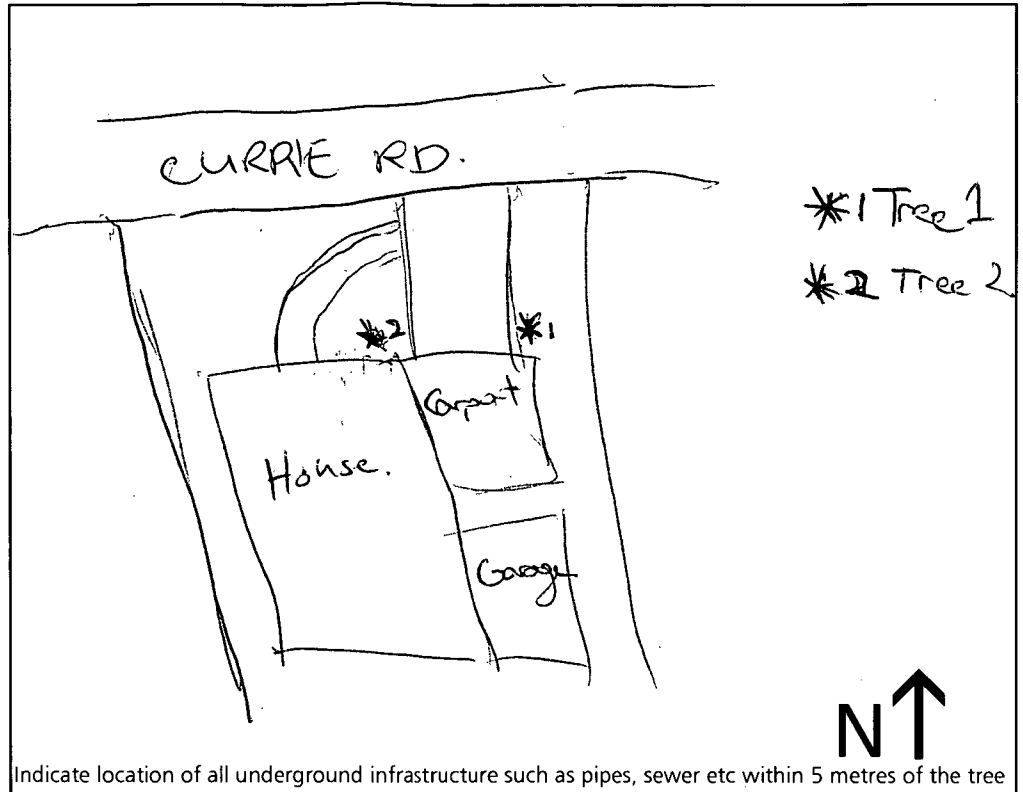 CURRIE RD.
*1 Tree 1
*2 Tree 2
*2
*1
Carport
House.
Garage
N
Indicate location of all underground infrastructure such as pipes, sewer etc within 5 metres of the tree